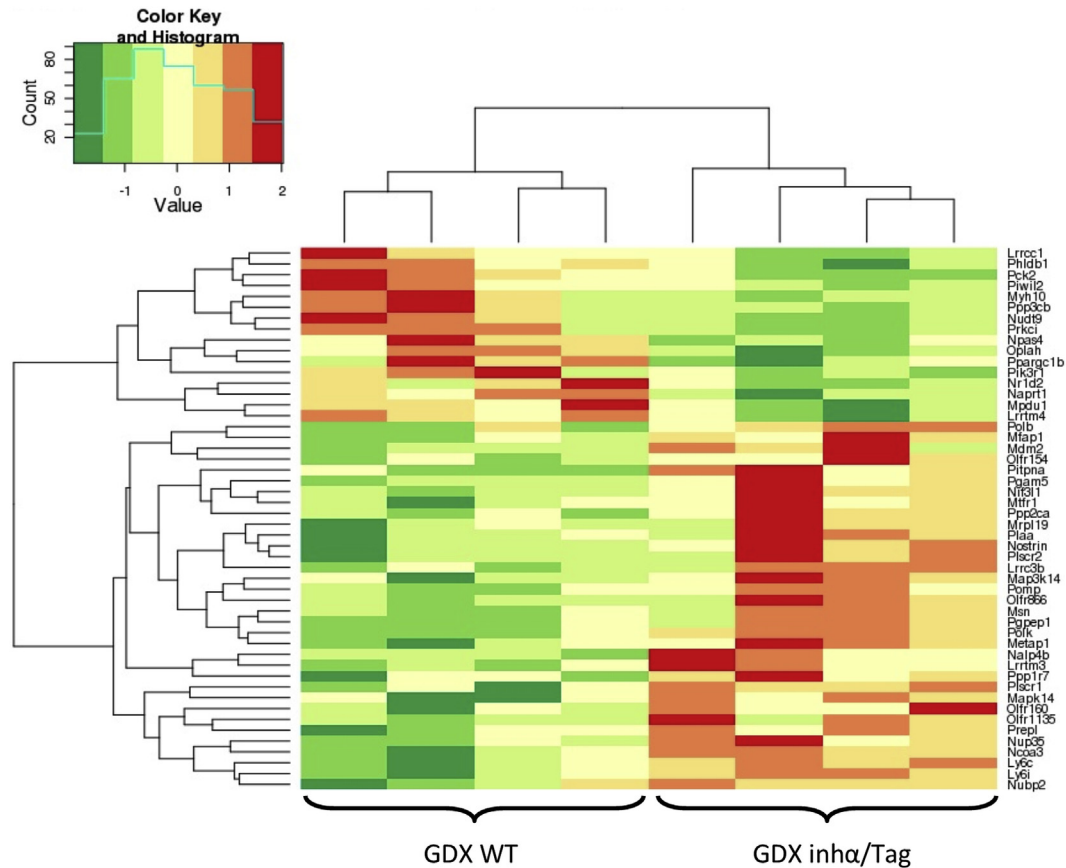 Color Key
and Histogram
Count
20
50
80
-1
0
1
2
Value
Lrrcc1
Phldb1
Pck2
Piwil2
Myh10
Ppp3cb
Nudt9
Prkci
Npas4
Oplah
Ppargc1b
Pik3r1
Nr1d2
Naprt1
Mpdu1
Lrrtm4
Polb
Mfap1
Mdm2
Olfr154
Pitpna
Pgam5
Nif3l1
Mtfr1
Ppp2ca
Mrpl19
Plaa
Nostrin
Plscr2
Lrrc3b
Map3k14
Pomp
Olfr866
Msn
Pgpep1
Polk
Metap1
Nalp4b
Lrrtm3
Ppp1r7
Plscr1
Mapk14
Olfr160
Olfr1135
Prepl
Nup35
Ncoa3
Ly6c
Ly6i
Nubp2
GDX WT
GDX inhα/Tag